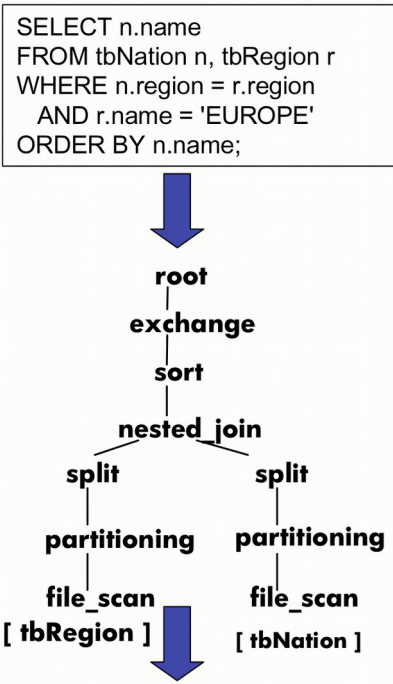 SELECT n.name
FROM tbNation n, tbRegion r
WHERE n.region = r.region
AND r.name = 'EUROPE'
ORDER BY n.name;
root
exchange
sort
nested_join
split split
partitioning partitioning
file_scan file_scan
[ tbRegion ] [ tbNation ]